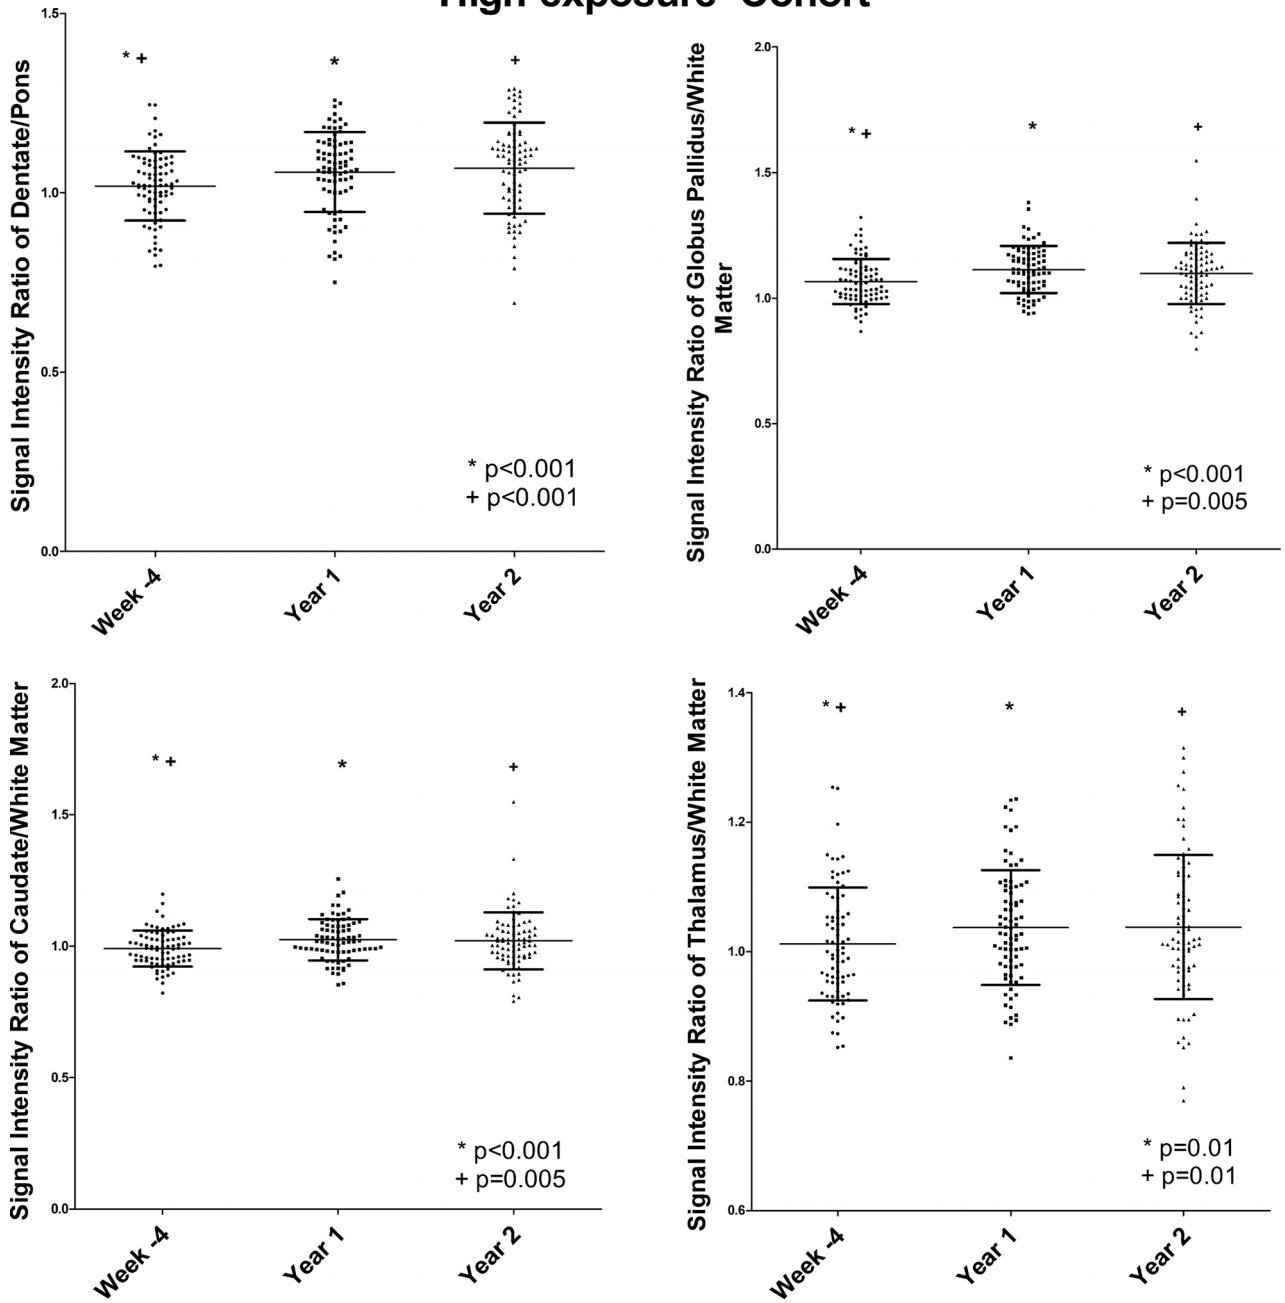 High-exposure Cohort
Signal Intensity Ratio of Dentate/Pons
1.5
1.0
0.5
0.0
* +
*
+
* p<0.001
+ p<0.001
Week -4
Year 1
Year 2
Signal Intensity Ratio of Globus Pallidus/White
Matter
2.0
1.5
1.0
0.5
0.0
* +
*
+
* p<0.001
+ p=0.005
Week -4
Year 1
Year 2
Signal Intensity Ratio of Caudate/White Matter
2.0
1.5
1.0
0.5
0.0
* +
*
+
* p<0.001
+ p=0.005
Week -4
Year 1
Year 2
Signal Intensity Ratio of Thalamus/White Matter
1.4
1.2
1.0
0.8
0.6
* +
*
+
* p=0.01
+ p=0.01
Week -4
Year 1
Year 2